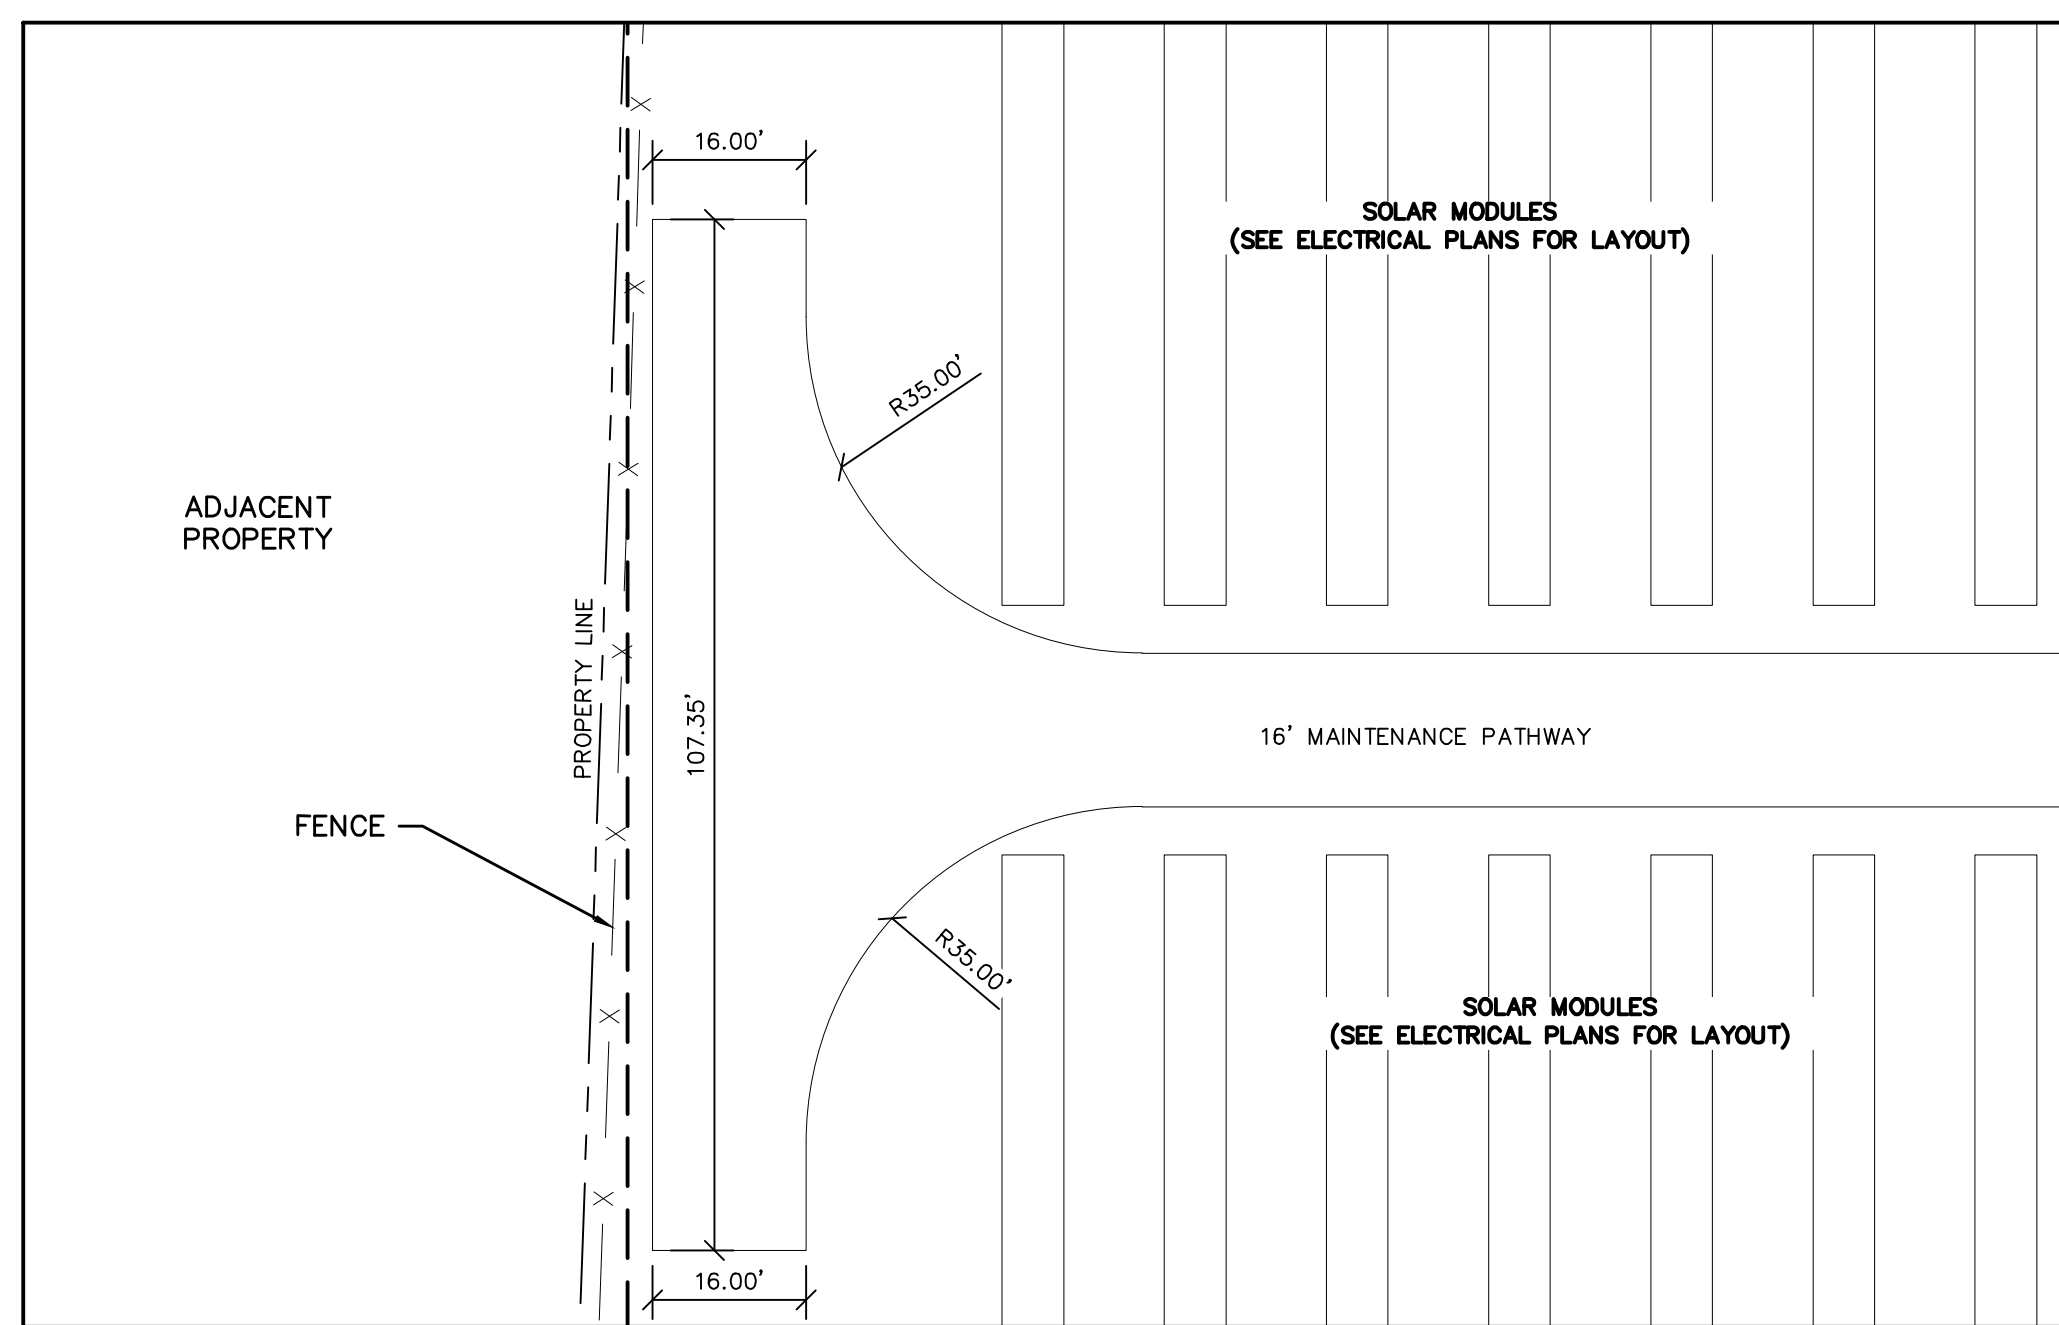 16.00'
SOLAR MODULES
(SEE ELECTRICAL PLANS FOR LAYOUT)
R35.00'
ADJACENT
PROPERTY
PROPERTY LINE
107.35'
16' MAINTENANCE PATHWAY
FENCE
R35.00'
SOLAR MODULES
(SEE ELECTRICAL PLANS FOR LAYOUT)
16.00'